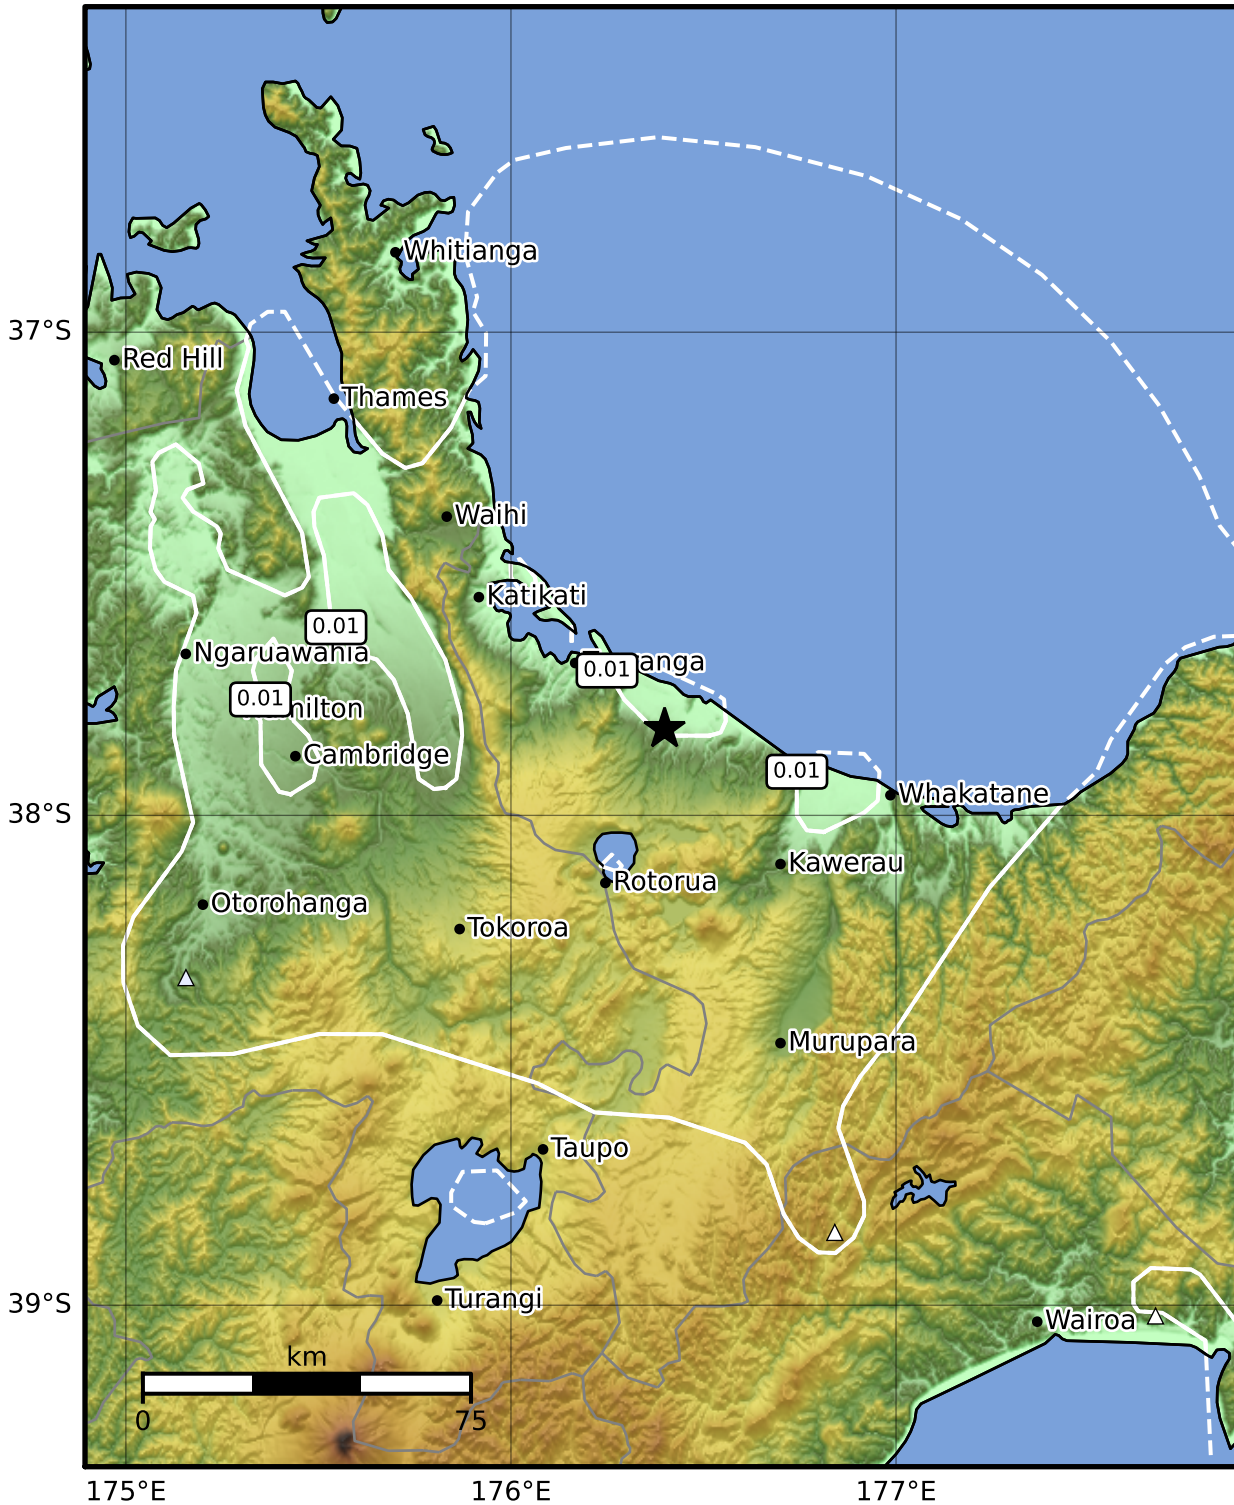 Whitianga
37°S
Red Hill
Thames
Waihi
Katikati
0.01
Ngaruawahia
anga
0.01
0.01
milton
Cambridge
0.01
Whakatane
38°S
Kawerau
Rotorua
Otorohanga
Tokoroa
Murupara
Taupo
39°S
Turangi
Wairoa
km
0
75
175°E
176°E
177°E